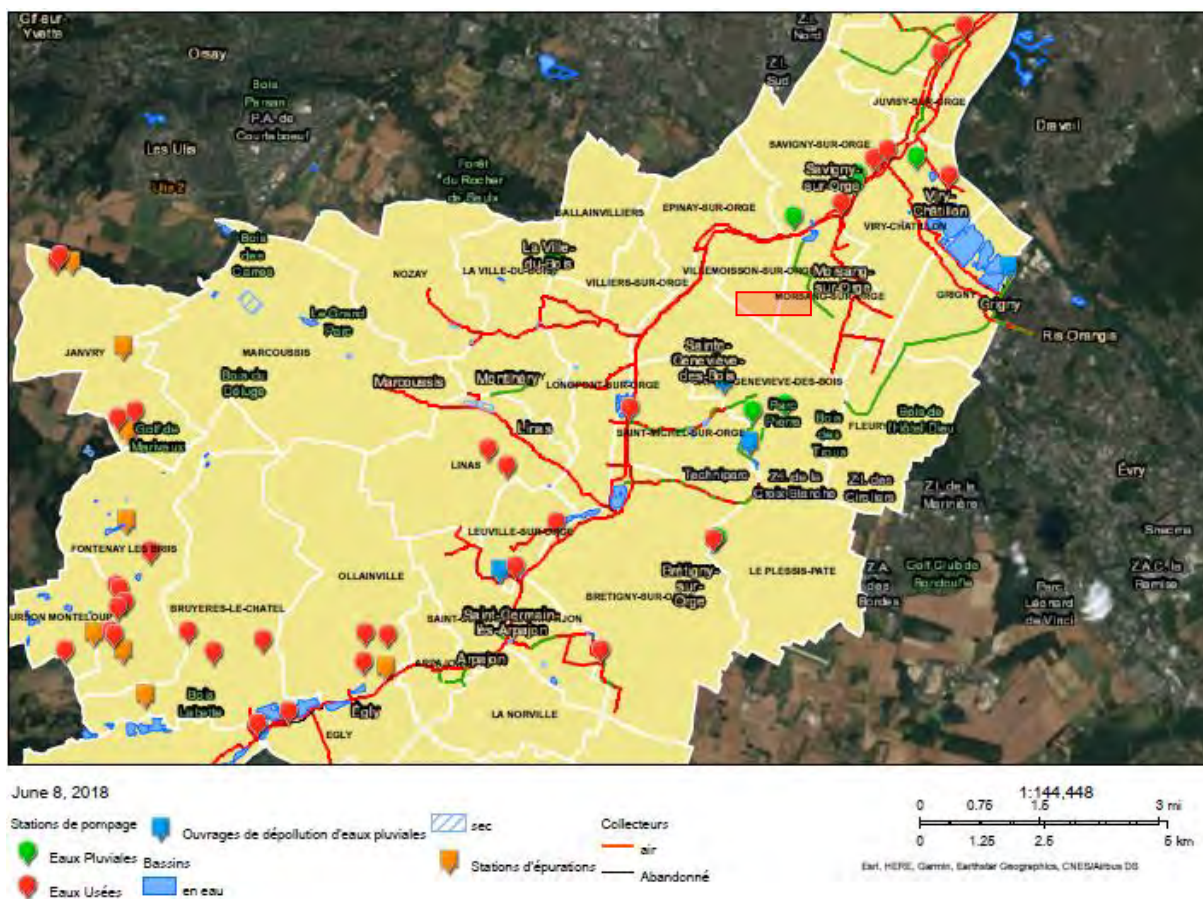 Gif-sur-
Yvette
Orsay
Bois
Persan
P.A. de
Courtaboeuf
Les Ulis
Ulis 2
Forêt
du Rocher
de Saulx
Z.I.
Nord
Z.I.
Sud
Draveil
JUVISY-SUR-ORGE
SAVIGNY-SUR-ORGE
Savigny-
sur-Orge
Viry-
Châtillon
VIRY-CHATILLON
BALLAINVILLIERS
EPINAY-SUR-ORGE
Bois
des
Carres
NOZAY
La Ville-
du-Bois
LA VILLE-DU-BOIS
VILLIERS-SUR-ORGE
VILLEMOISSON-SUR-ORGE
Morsang-
sur-Orge
MORSANG-SUR-ORGE
GRIGNY
Grigny
Ris Orangis
Le Grand
Parc
JANVRY
MARCOUSSIS
Bois du
Déluge
Marcoussis
Montlhéry
LONGPONT-SUR-ORGE
Sainte-
Geneviève-
des-Bois
GENEVIEVE-DES-BOIS
Golf de
Marivaux
Linas
LINAS
SAINT-MICHEL-SUR-ORGE
Parc
Pierre
Bois
des
Trous
FLEURY
Bois de
l'Hôtel Dieu
Évry
Techniparc
Z.I. de la
Croix Blanche
Z.I. des
Ciroliers
Z.I. de la
Marinière
Snecma
Z.A.C. la
Remise
LEUVILLE-SUR-ORGE
FONTENAY LES BRIIS
OLLAINVILLE
Brétigny-
sur-
Orge
BRETIGNY-SUR-O
LE PLESSIS-PATE
Z.A.
des
Bordes
Golf Club de
Bondoufle
Parc
Léonard
de Vinci
URSON MONTELOUP
BRUYERES-LE-CHATEL
Saint-Germain-
lès-Arpajon
Arpajon
Bois
Egly
EGLY
LA NORVILLE
June 8, 2018
Stations de pompage
Eaux Pluviales
Eaux Usées
Ouvrages de dépollution d'eaux pluviales
Bassins
en eau
sec
Stations d'épurations
Collecteurs
air
Abandonné
1:144,448
0 0.75 1.5 3 mi
0 1.25 2.5 5 km
Esri, HERE, Garmin, Earthstar Geographics, CNES/Airbus DS